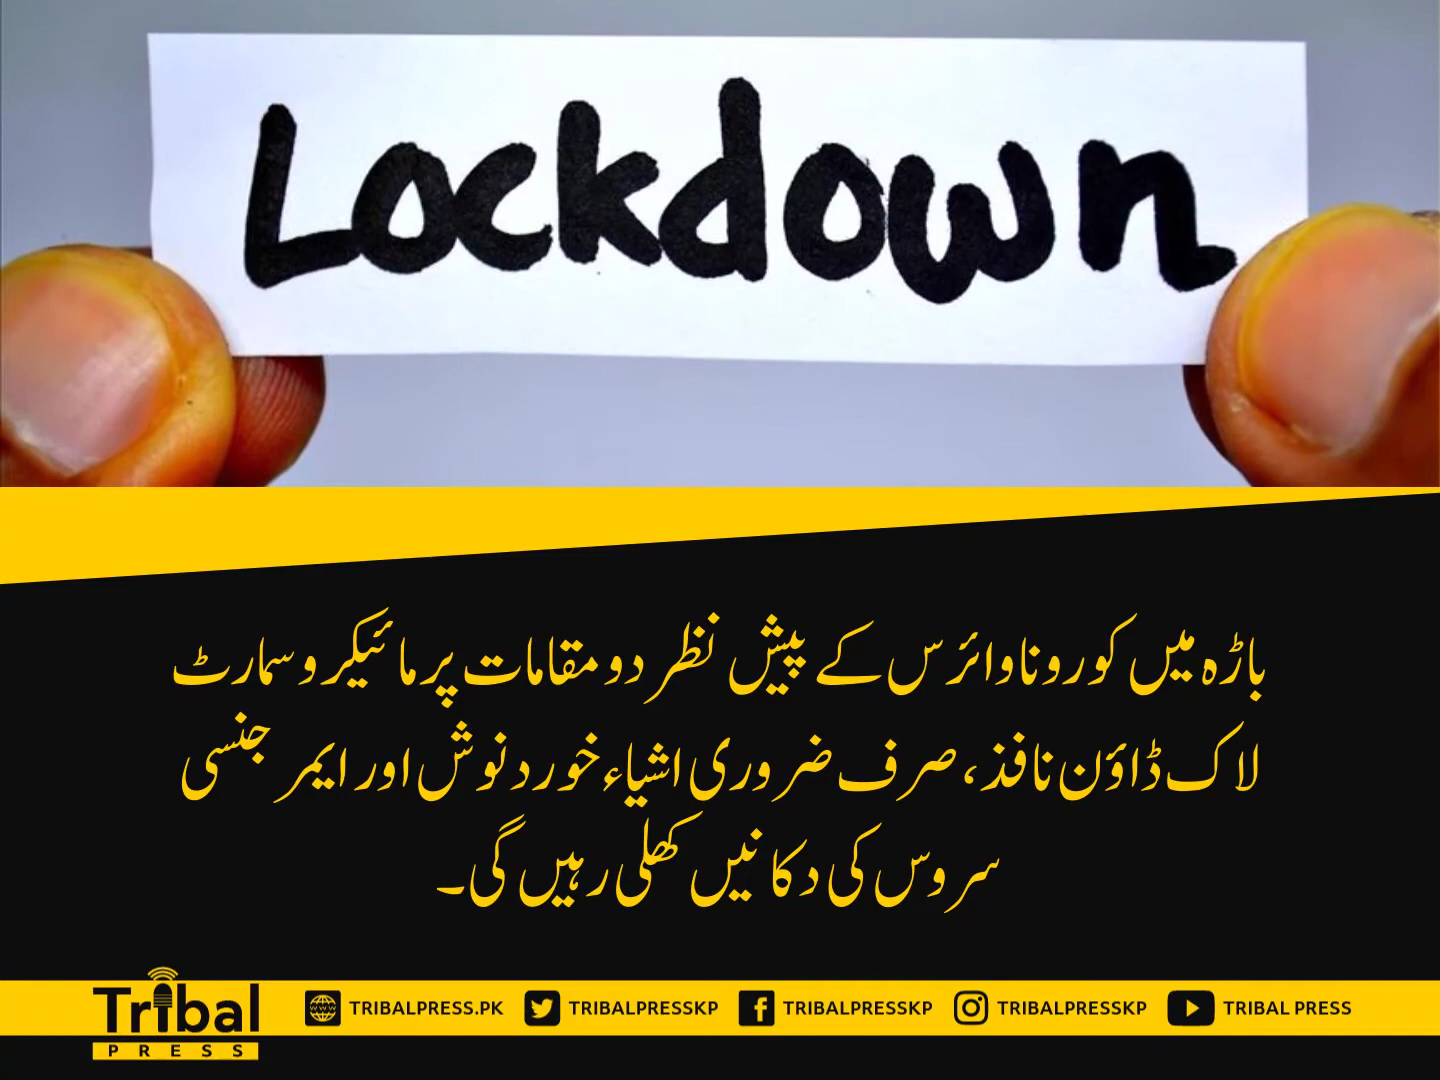 Lockdown
باڑہ میں کورونا وائرس کے پیش نظر دو مقامات پر مائیکرو سمارٹ
لاک ڈاؤن نافذ، صرف ضروری اشیاء خوردنوش اور ایمرجنسی
سروس کی دکانیں کھلی رہیں گی۔
Tribal
PRESS
TRIBALPRESS.PK TRIBALPRESSKP TRIBALPRESSKP TRIBALPRESSKP TRIBAL PRESS